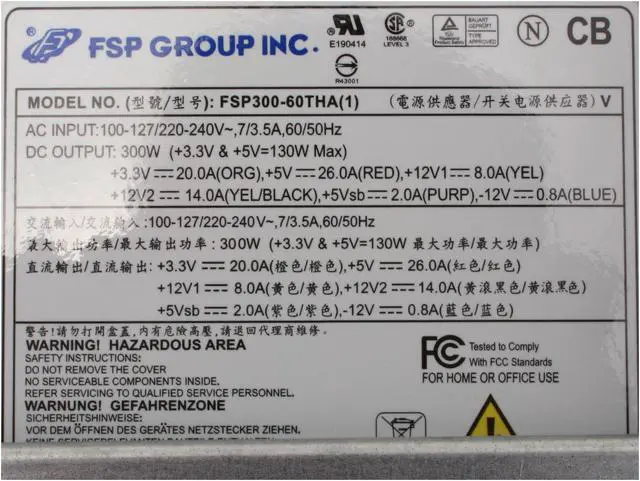 FSP GROUP INC.
E190414
R43001
168668
LEVEL 3
TÜV
BAUART
GEPRÜFT
TYPE
APPROVED
N
CB
MODEL NO. (型號/型号): FSP300-60THA(1) (電源供應器/开关电源供应器) V
AC INPUT:100-127/220-240V~,7/3.5A,60/50Hz
DC OUTPUT: 300W (+3.3V & +5V=130W Max)
+3.3V ⎓ 20.0A(ORG),+5V ⎓ 26.0A(RED),+12V1 ⎓ 8.0A(YEL)
+12V2 ⎓ 14.0A(YEL/BLACK),+5Vsb ⎓ 2.0A(PURP),-12V ⎓ 0.8A(BLUE)
交流輸入/交流输入 :100-127/220-240V~,7/3.5A,60/50Hz
最大輸出功率/最大输出功率 : 300W (+3.3V & +5V=130W 最大功率/最大功率)
直流輸出/直流输出: +3.3V ⎓ 20.0A(橙色/橙色),+5V ⎓ 26.0A(紅色/红色)
+12V1 ⎓ 8.0A(黃色/黄色), +12V2 ⎓ 14.0A(黃滾黑色/黄滚黑色)
+5Vsb ⎓ 2.0A(紫色/紫色),-12V ⎓ 0.8A(藍色/蓝色)
警告!請勿打開盒蓋,內有危險高壓,請退回代理商維修。
WARNING! HAZARDOUS AREA
SAFETY INSTRUCTIONS:
DO NOT REMOVE THE COVER
NO SERVICEABLE COMPONENTS INSIDE.
REFER SERVICING TO QUALIFIED SERVICE PERSONNEL.
FC Tested to Comply
With FCC Standards
FOR HOME OR OFFICE USE
WARNUNG! GEFAHRENZONE
SICHERHEITSHINWEISE:
VOR DEM ÖFFNEN DES GERÄTES NETZSTECKER ZIEHEN.